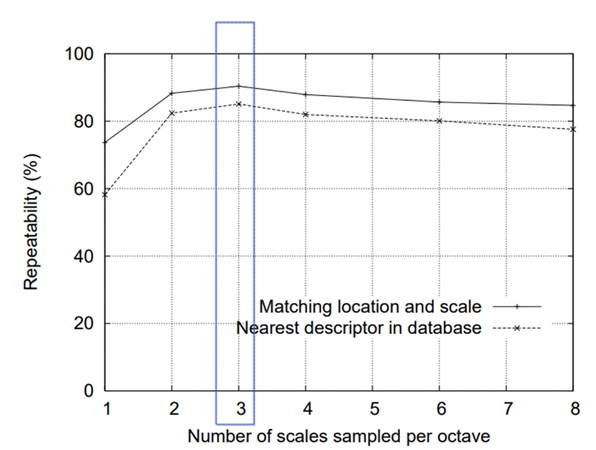 100
80
60
40
20
0
Repeatability (%)
Matching location and scale
Nearest descriptor in database
1 2 3 4 5 6 7 8
Number of scales sampled per octave